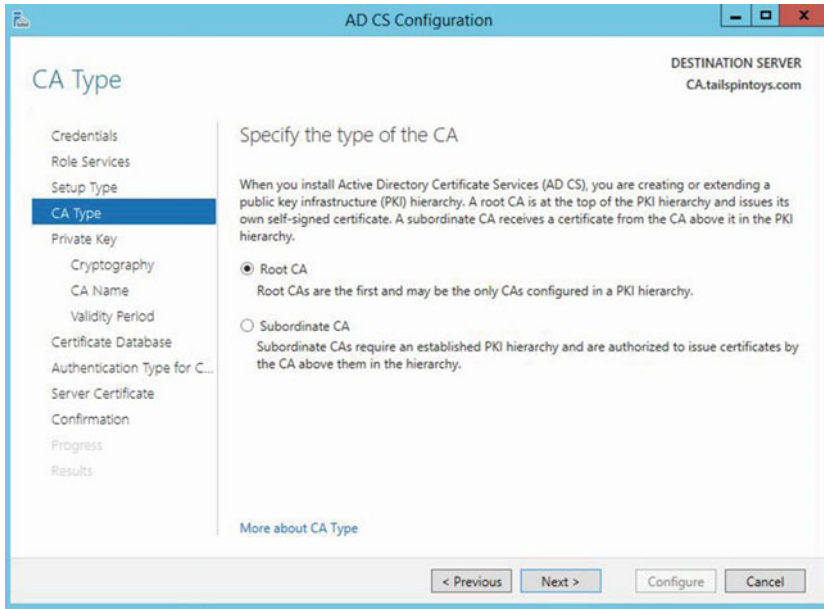 AD CS Configuration
CA Type
DESTINATION SERVER
CA.tailspintoys.com
Credentials
Role Services
Setup Type
CA Type
Private Key
Cryptography
CA Name
Validity Period
Certificate Database
Authentication Type for C...
Server Certificate
Confirmation
Progress
Results
Specify the type of the CA
When you install Active Directory Certificate Services (AD CS), you are creating or extending a
public key infrastructure (PKI) hierarchy. A root CA is at the top of the PKI hierarchy and issues its
own self-signed certificate. A subordinate CA receives a certificate from the CA above it in the PKI
hierarchy.
Root CA
Root CAs are the first and may be the only CAs configured in a PKI hierarchy.
Subordinate CA
Subordinate CAs require an established PKI hierarchy and are authorized to issue certificates by
the CA above them in the hierarchy.
More about CA Type
< Previous
Next >
Configure
Cancel